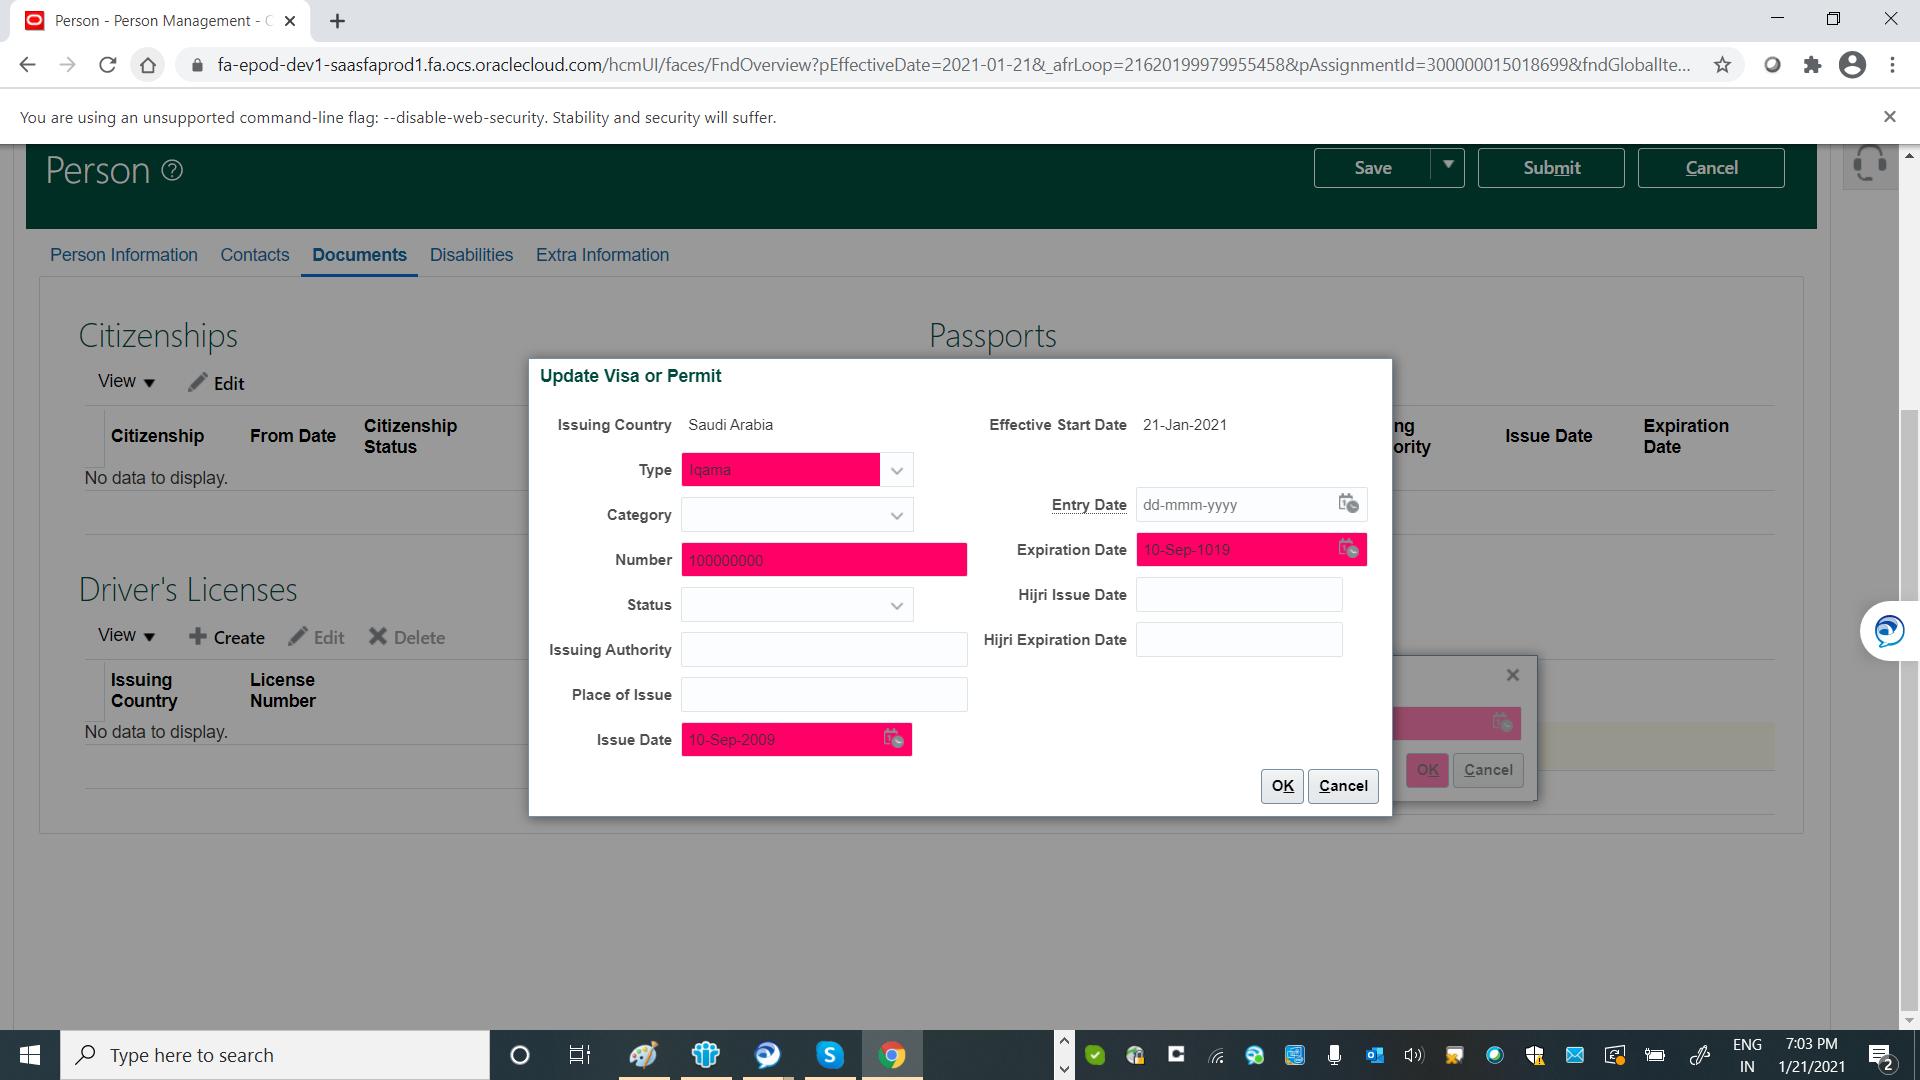 Person - Person Management - C
fa-epod-dev1-saasfaprod1.fa.ocs.oraclecloud.com/hcmUI/faces/FndOverview?pEffectiveDate=2021-01-21&_afrLoop=21620199979955458&pAssignmentId=300000015018699&fndGlobalIte...
You are using an unsupported command-line flag: --disable-web-security. Stability and security will suffer.
Person
Save
Submit
Cancel
Person Information
Contacts
Documents
Disabilities
Extra Information
Citizenships
Passports
View
Edit
Citizenship
From Date
Citizenship Status
ng
ority
Issue Date
Expiration Date
No data to display.
Update Visa or Permit
Issuing Country Saudi Arabia
Effective Start Date 21-Jan-2021
Type Iqama
Category
Entry Date dd-mmm-yyyy
Number 100000000
Expiration Date 10-Sep-1019
Status
Hijri Issue Date
Issuing Authority
Hijri Expiration Date
Place of Issue
Issue Date 10-Sep-2009
OK
Cancel
Driver's Licenses
View
Create
Edit
Delete
Issuing Country
License Number
No data to display.
OK
Cancel
Type here to search
ENG
IN
7:03 PM
1/21/2021
2